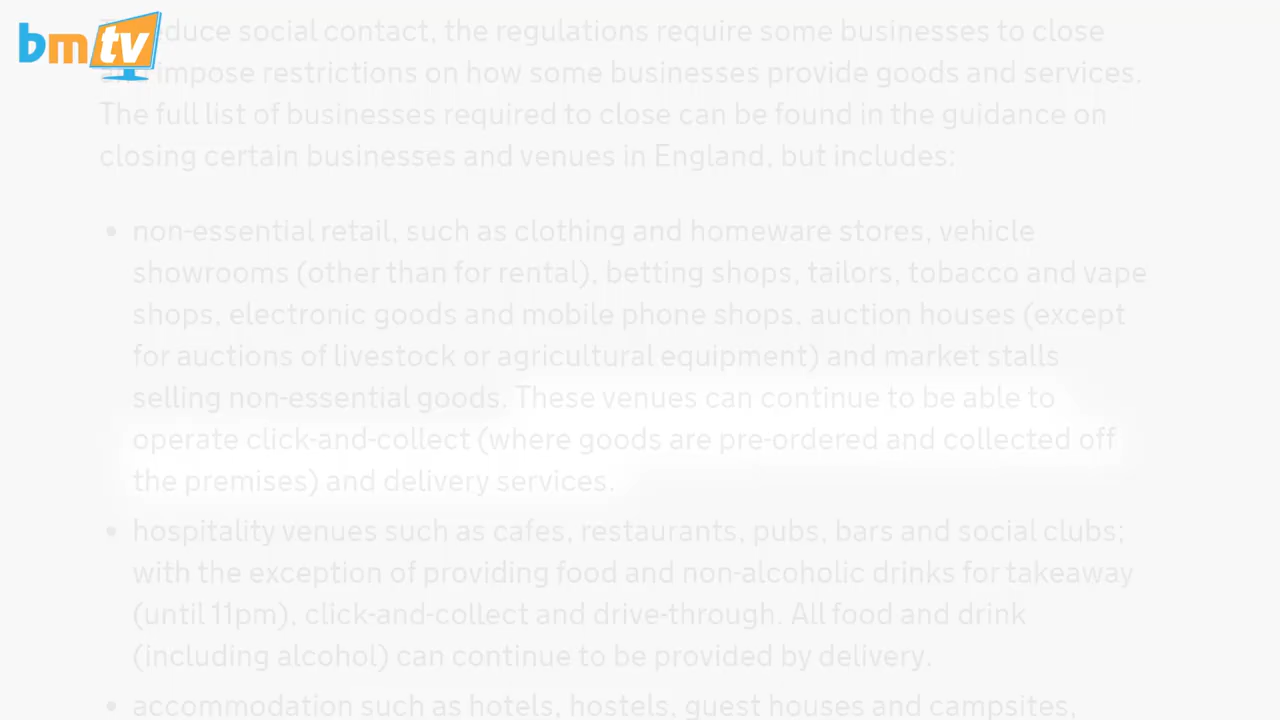 bmtv
educe social contact, the regulations require some businesses to close
impose restrictions on how some businesses provide goods and services.
The full list of businesses required to close can be found in the guidance on
closing certain businesses and venues in England, but includes:
• non-essential retail, such as clothing and homeware stores, vehicle
showrooms (other than for rental), betting shops, tailors, tobacco and vape
shops, electronic goods and mobile phone shops, auction houses (except
for auctions of livestock or agricultural equipment) and market stalls
selling non-essential goods. These venues can continue to be able to
operate click-and-collect (where goods are pre-ordered and collected off
the premises) and delivery services.
• hospitality venues such as cafes, restaurants, pubs, bars and social clubs;
with the exception of providing food and non-alcoholic drinks for takeaway
(until 11pm), click-and-collect and drive-through. All food and drink
(including alcohol) can continue to be provided by delivery.
• accommodation such as hotels, hostels, guest houses and campsites,